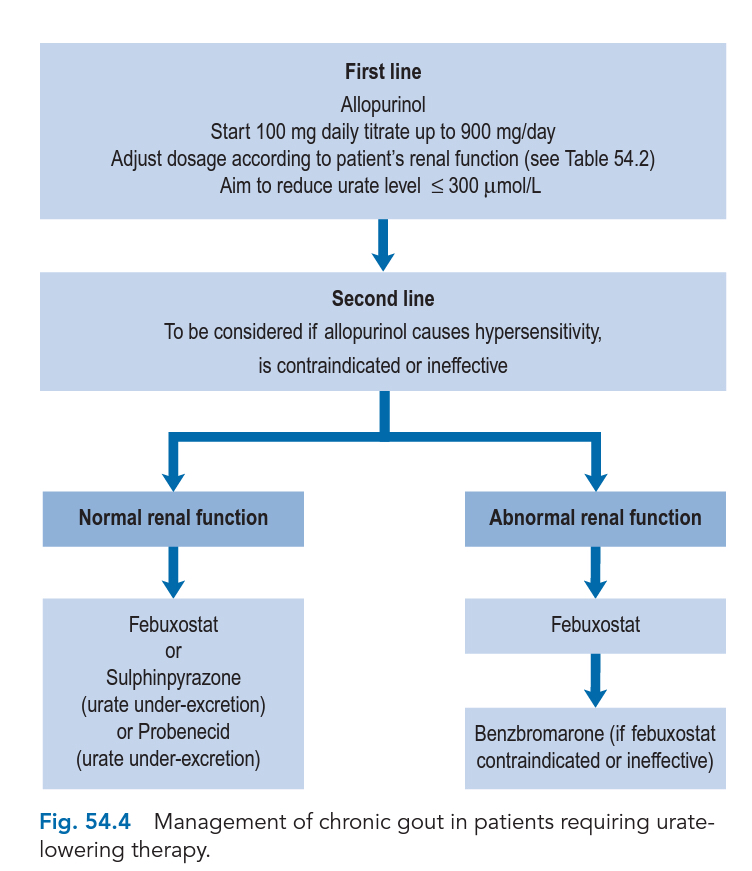 First line
Allopurinol
Start 100 mg daily titrate up to 900 mg/day
Adjust dosage according to patient's renal function (see Table 54.2)
Aim to reduce urate level ≤ 300 μmol/L
Second line
To be considered if allopurinol causes hypersensitivity,
is contraindicated or ineffective
Normal renal function
Febuxostat
or
Sulphinpyrazone
(urate under-excretion)
or Probenecid
(urate under-excretion)
Abnormal renal function
Febuxostat
Benzbromarone (if febuxostat
contraindicated or ineffective)
Fig. 54.4 Management of chronic gout in patients requiring urate-
lowering therapy.